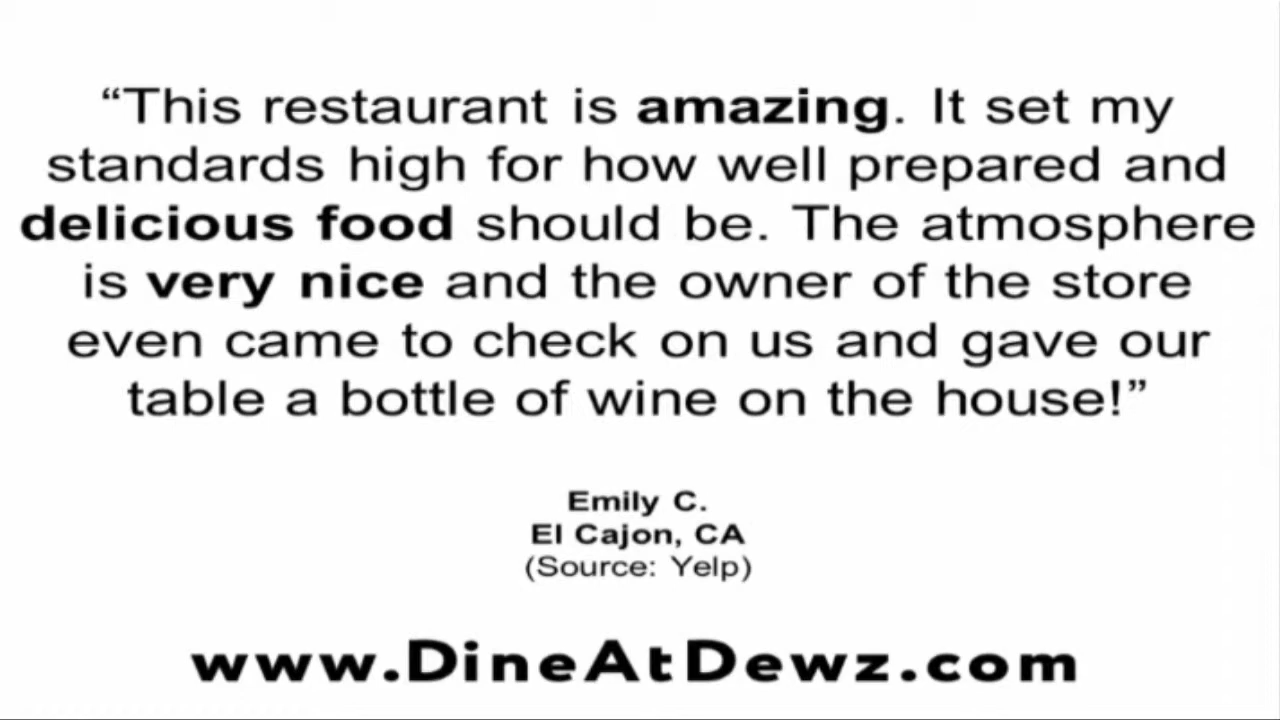 “This restaurant is amazing. It set my
standards high for how well prepared and
delicious food should be. The atmosphere
is very nice and the owner of the store
even came to check on us and gave our
table a bottle of wine on the house!”
Emily C.
El Cajon, CA
(Source: Yelp)
www.DineAtDewz.com